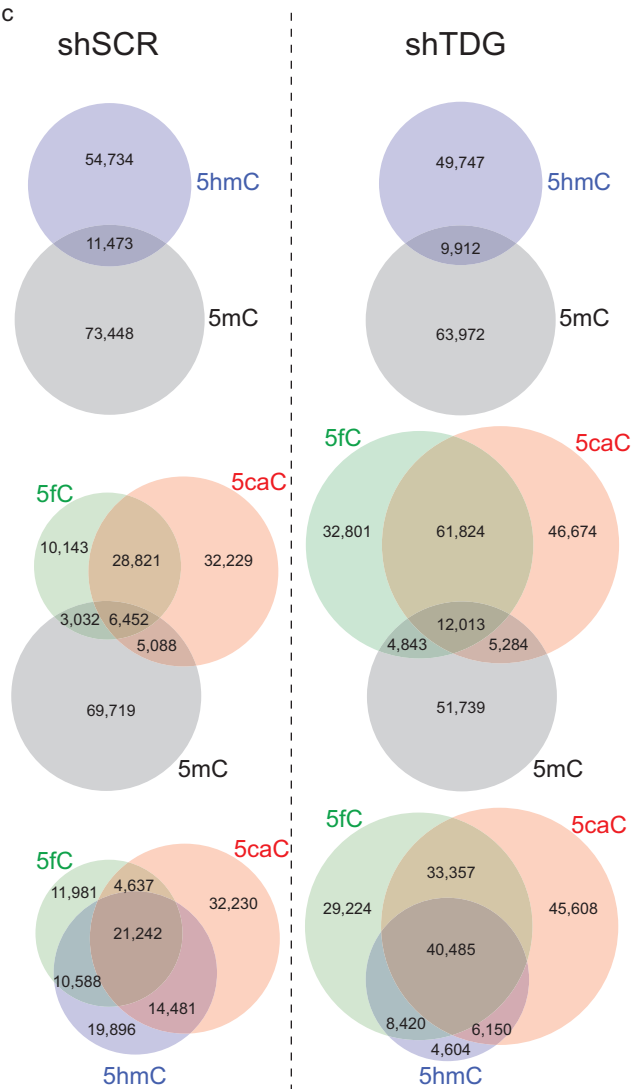 c
shSCR
shTDG
54,734
5hmC
11,473
5mC
73,448
49,747
5hmC
9,912
5mC
63,972
5fC
5caC
10,143
28,821
32,229
3,032
6,452
5,088
69,719
5mC
5fC
5caC
32,801
61,824
46,674
12,013
4,843
5,284
51,739
5mC
5fC
5caC
11,981
4,637
32,230
21,242
10,588
14,481
19,896
5hmC
5fC
5caC
33,357
29,224
45,608
40,485
8,420
6,150
4,604
5hmC